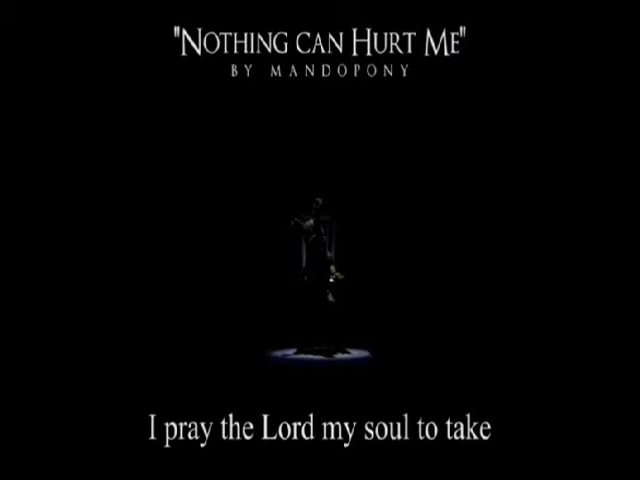 "NOTHING CAN HURT ME"
BY MANDOPONY
I pray the Lord my soul to take